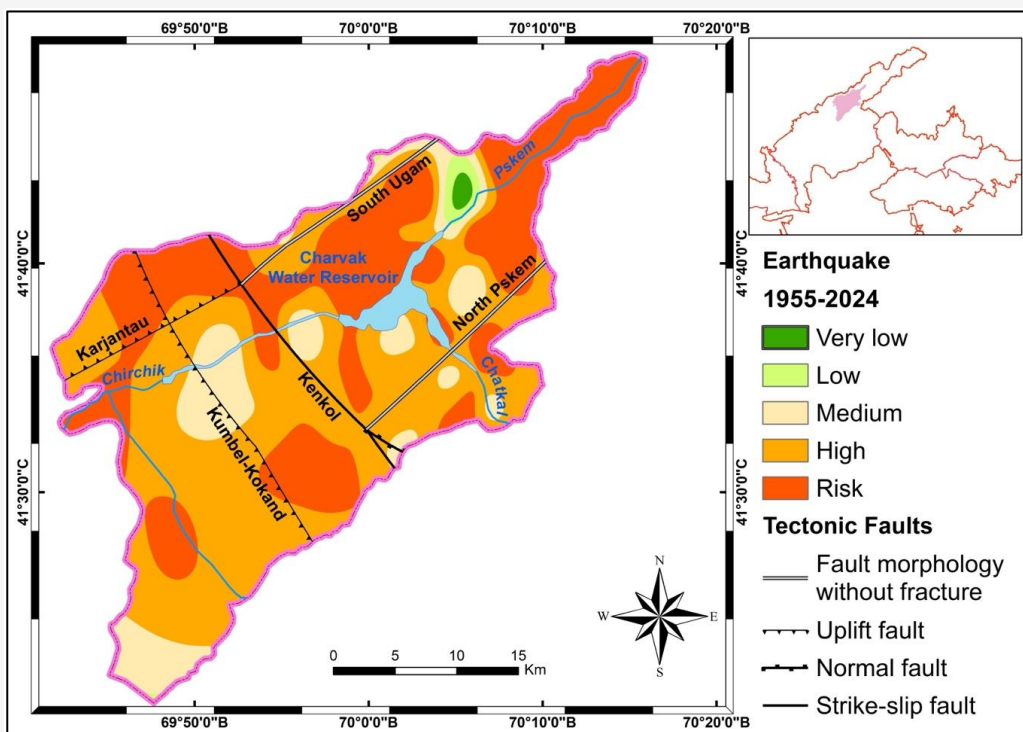 69°50'0"B 70°0'0"B 70°10'0"B 70°20'0"B
41°40'0"C
41°30'0"C
41°40'0"C
41°30'0"C
Pskem
South Ugam
Charvak
Water Reservoir
North Pskem
Karjantau
Chirchik
Kenkol
Chatkal
Kumbel-Kokand
N
W E
S
0 5 10 15
Km
69°50'0"B 70°0'0"B 70°10'0"B 70°20'0"B
Earthquake
1955-2024
Very low
Low
Medium
High
Risk
Tectonic Faults
Fault morphology
without fracture
Uplift fault
Normal fault
Strike-slip fault